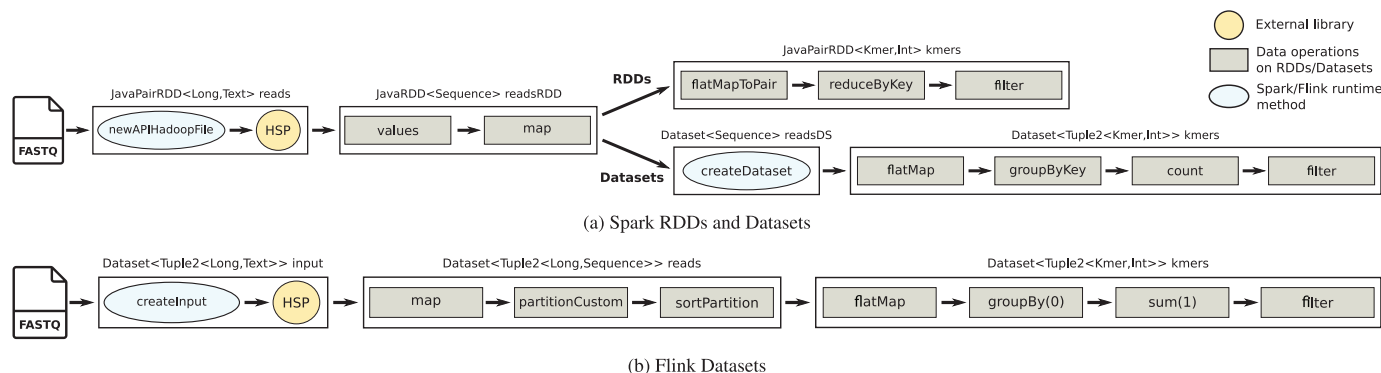 External library
Data operations
on RDDs/Datasets
Spark/Flink runtime
method
JavaPairRDD<Kmer,Int> kmers
RDDs
flatMapToPair
reduceByKey
filter
JavaPairRDD<Long,Text> reads
JavaRDD<Sequence> readsRDD
FASTQ
newAPIHadoopFile
HSP
values
map
Dataset<Sequence> readsDS
Dataset<Tuple2<Kmer,Int>> kmers
Datasets
createDataset
flatMap
groupByKey
count
filter
(a) Spark RDDs and Datasets
Dataset<Tuple2<Long,Text>> input
Dataset<Tuple2<Long,Sequence>> reads
Dataset<Tuple2<Kmer,Int>> kmers
FASTQ
createInput
HSP
map
partitionCustom
sortPartition
flatMap
groupBy(0)
sum(1)
filter
(b) Flink Datasets